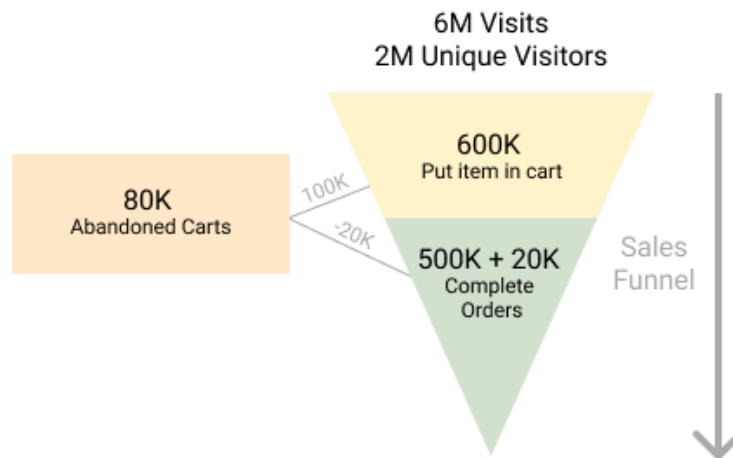 6M Visits
2M Unique Visitors
600K
Put item in cart
100K
80K
Abandoned Carts
-20K
500K + 20K
Complete
Orders
Sales
Funnel